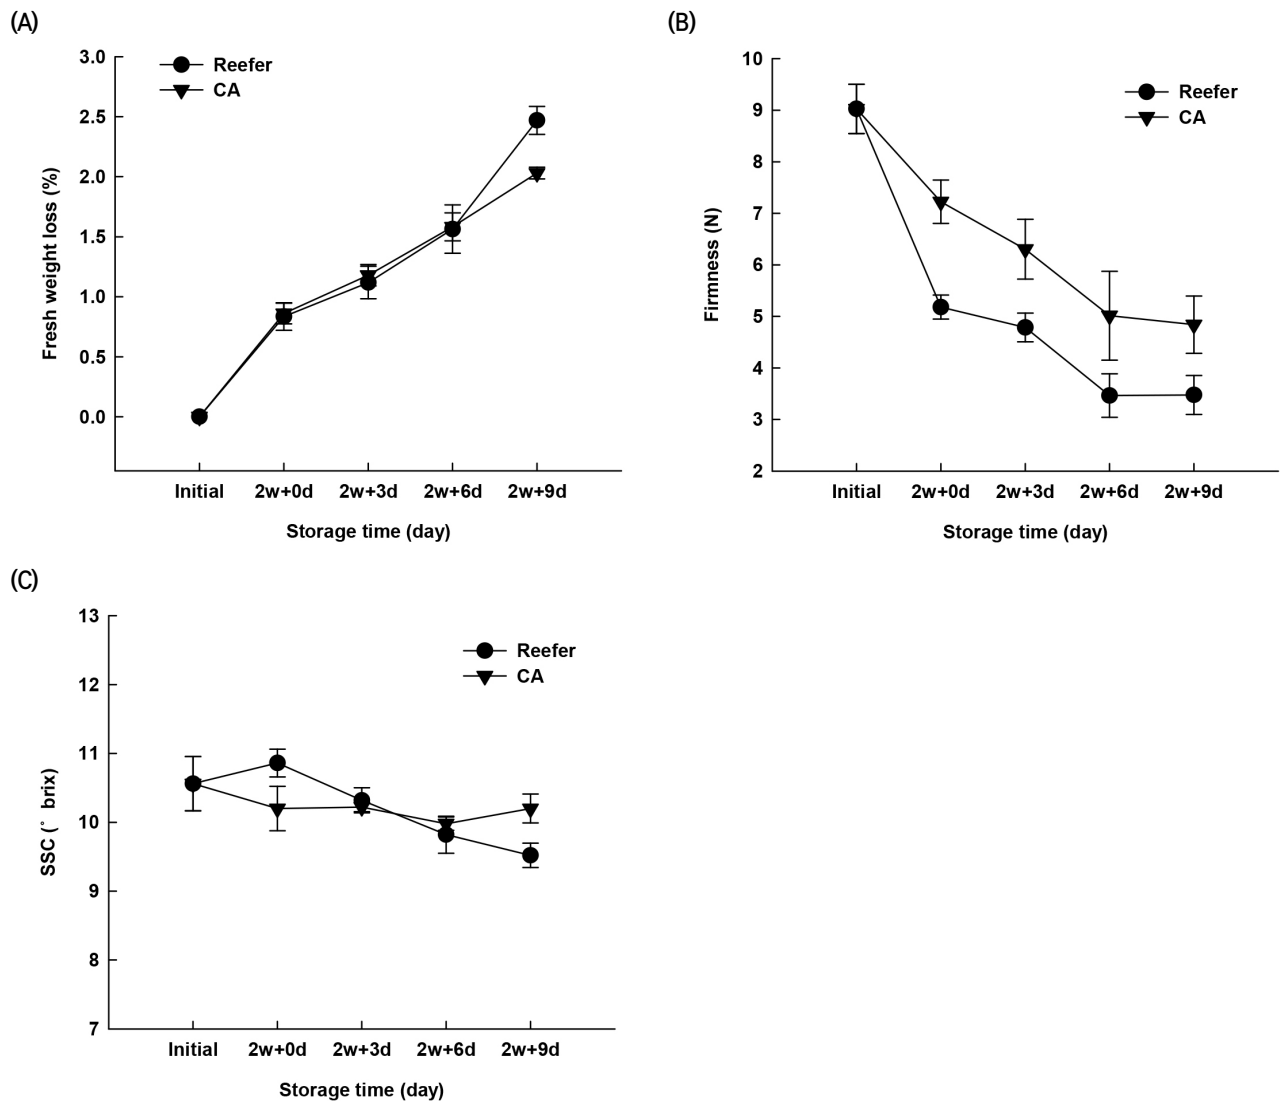 (A)
3.0
2.5
2.0
1.5
1.0
0.5
0.0
Fresh weight loss (%)
Reefer
CA
Initial 2w+0d 2w+3d 2w+6d 2w+9d
Storage time (day)
(B)
10
9
8
7
6
5
4
3
2
Firmness (N)
Reefer
CA
Initial 2w+0d 2w+3d 2w+6d 2w+9d
Storage time (day)
(C)
13
12
11
10
9
8
7
SSC (° brix)
Reefer
CA
Initial 2w+0d 2w+3d 2w+6d 2w+9d
Storage time (day)